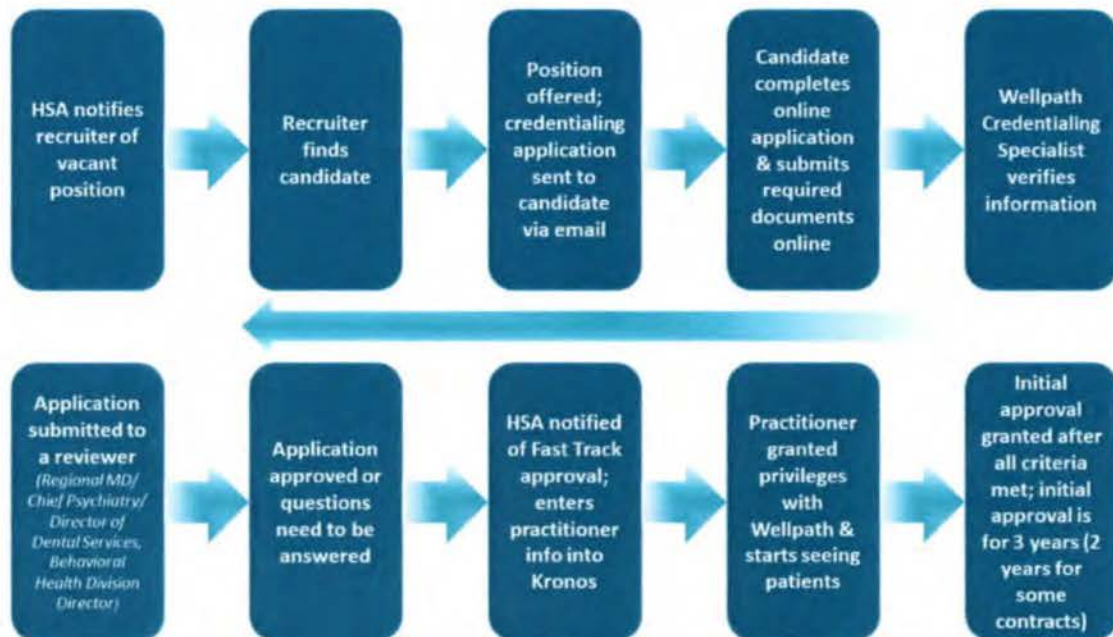 HSA notifies
recruiter of
vacant
position
Recruiter
finds
candidate
Position
offered;
credentialing
application
sent to
candidate
via email
Candidate
completes
online
application
& submits
required
documents
online
Wellpath
Credentialing
Specialist
verifies
information
Application
submitted to
a reviewer
(Regional MD/
Chief Psychiatry/
Director of
Dental Services,
Behavioral
Health Division
Director)
Application
approved or
questions
need to be
answered
HSA notified
of Fast Track
approval;
enters
practitioner
info into
Kronos
Practitioner
granted
privileges
with
Wellpath &
starts seeing
patients
Initial
approval
granted after
all criteria
met; initial
approval is
for 3 years (2
years for
some
contracts)